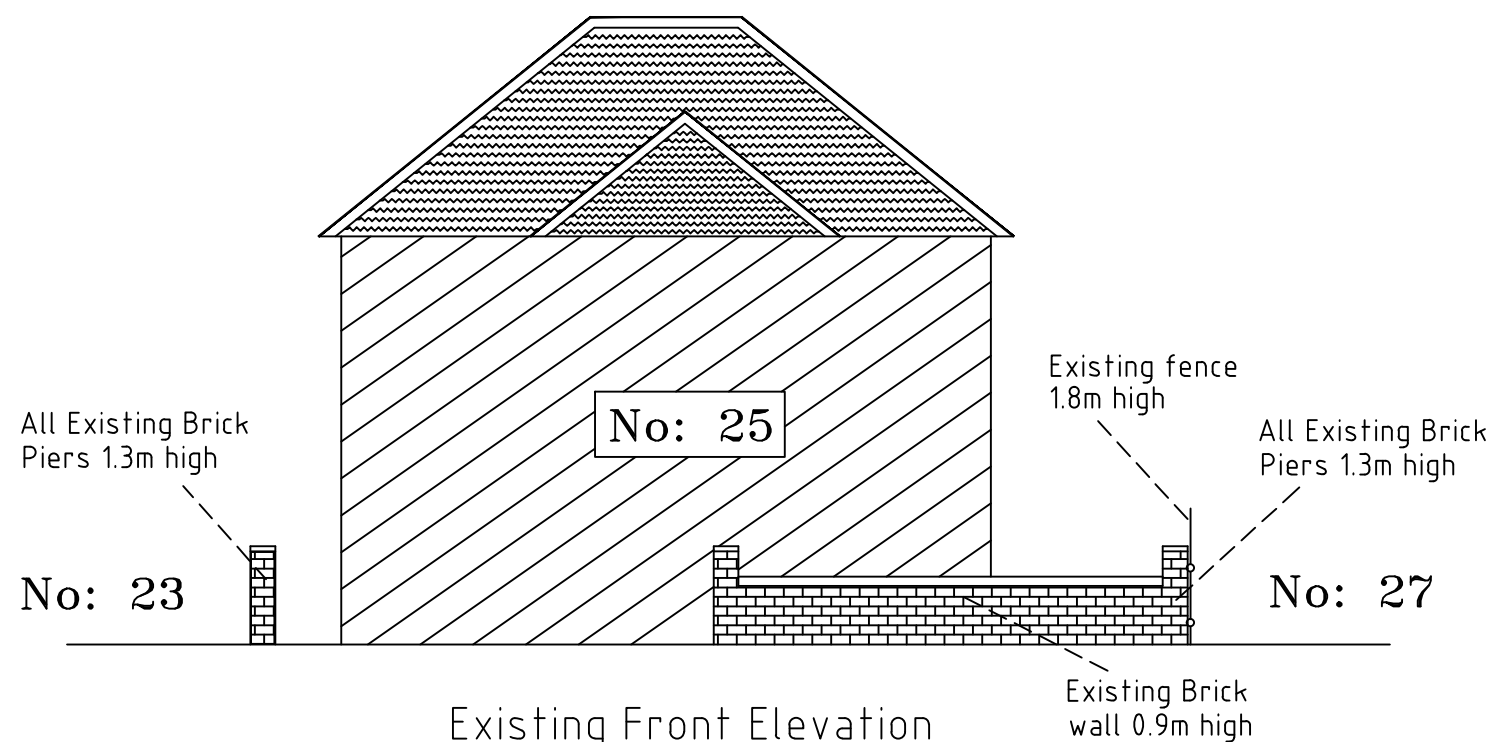 Existing fence
1.8m high
All Existing Brick
Piers 1.3m high
All Existing Brick
Piers 1.3m high
No: 25
No: 23
No: 27
Existing Brick
wall 0.9m high
Existing Front Elevation